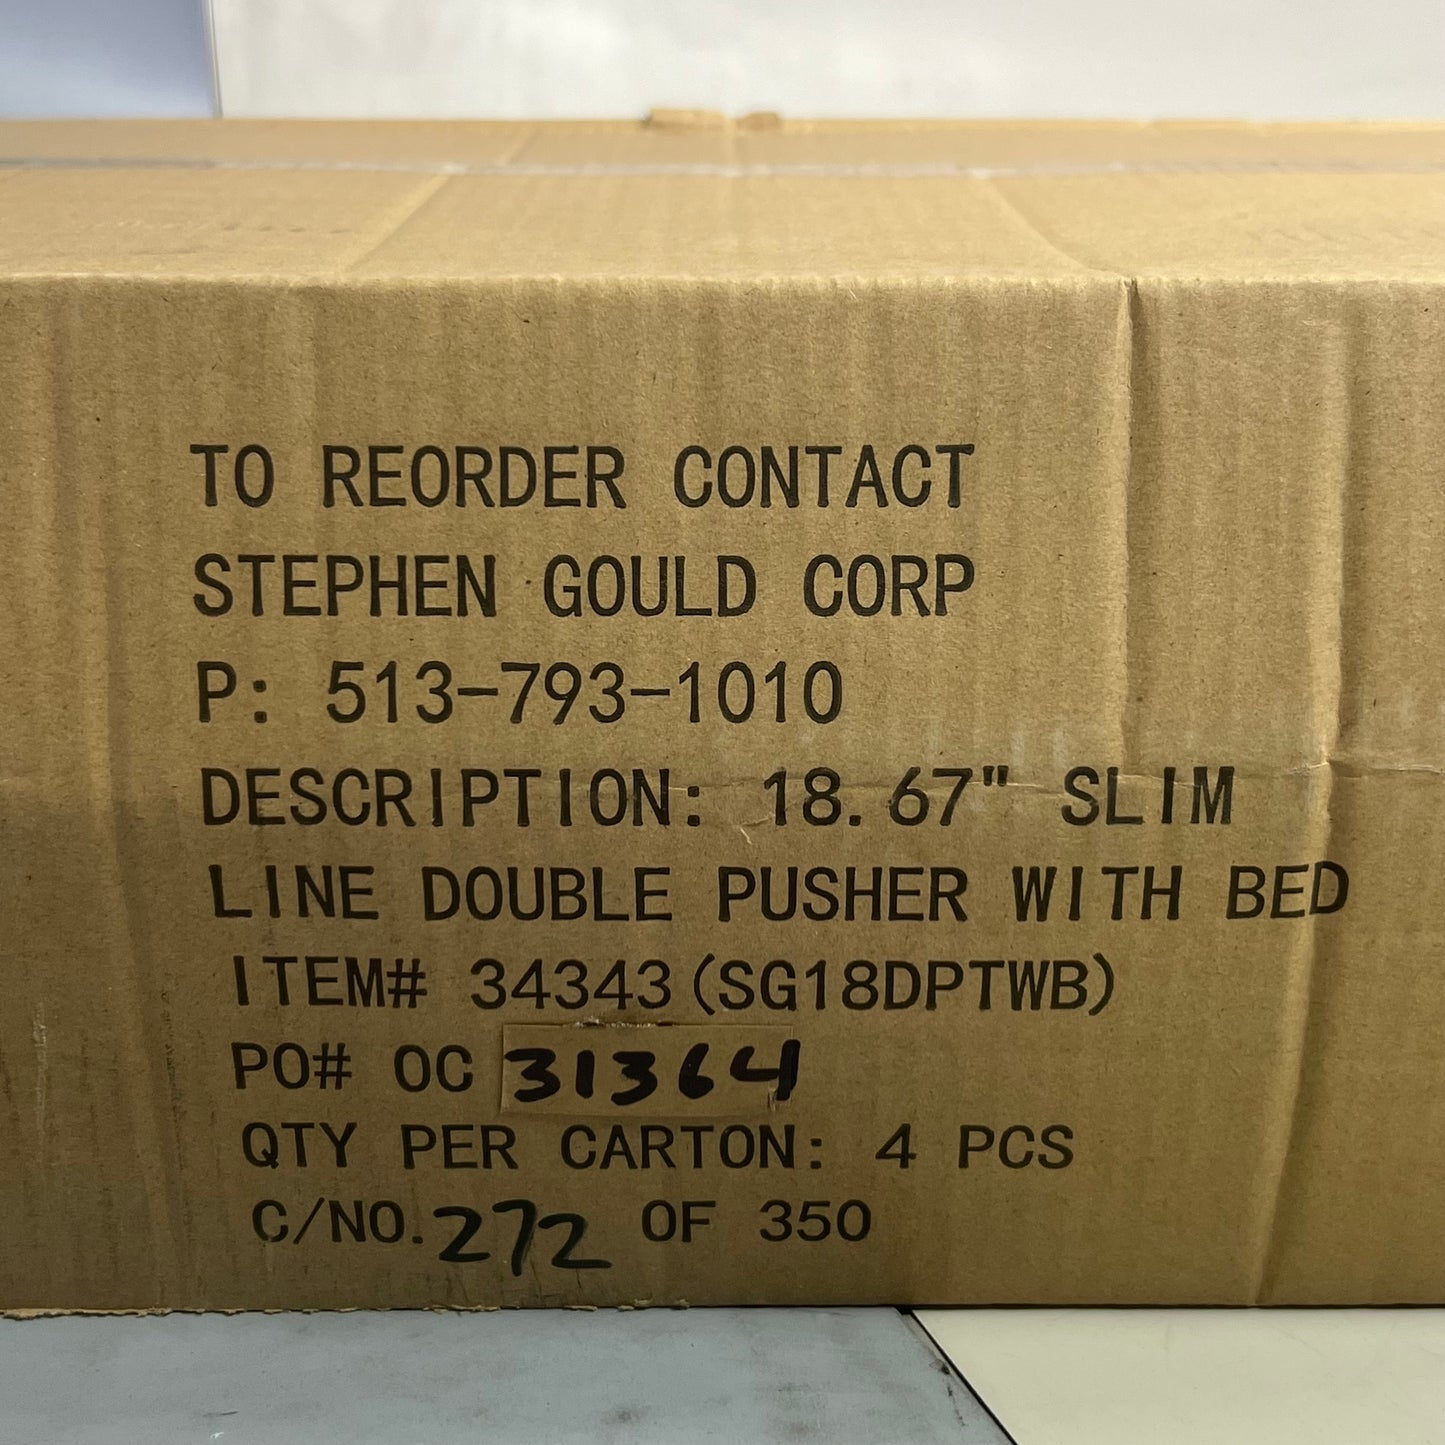 TO REORDER CONTACT
STEPHEN GOULD CORP
P: 513-793-1010
DESCRIPTION: 18.67" SLIM
LINE DOUBLE PUSHER WITH BED
ITEM# 34343(SG18DPTWB)
PO# OC 31364
QTY PER CARTON: 4 PCS
C/NO. 272 OF 350